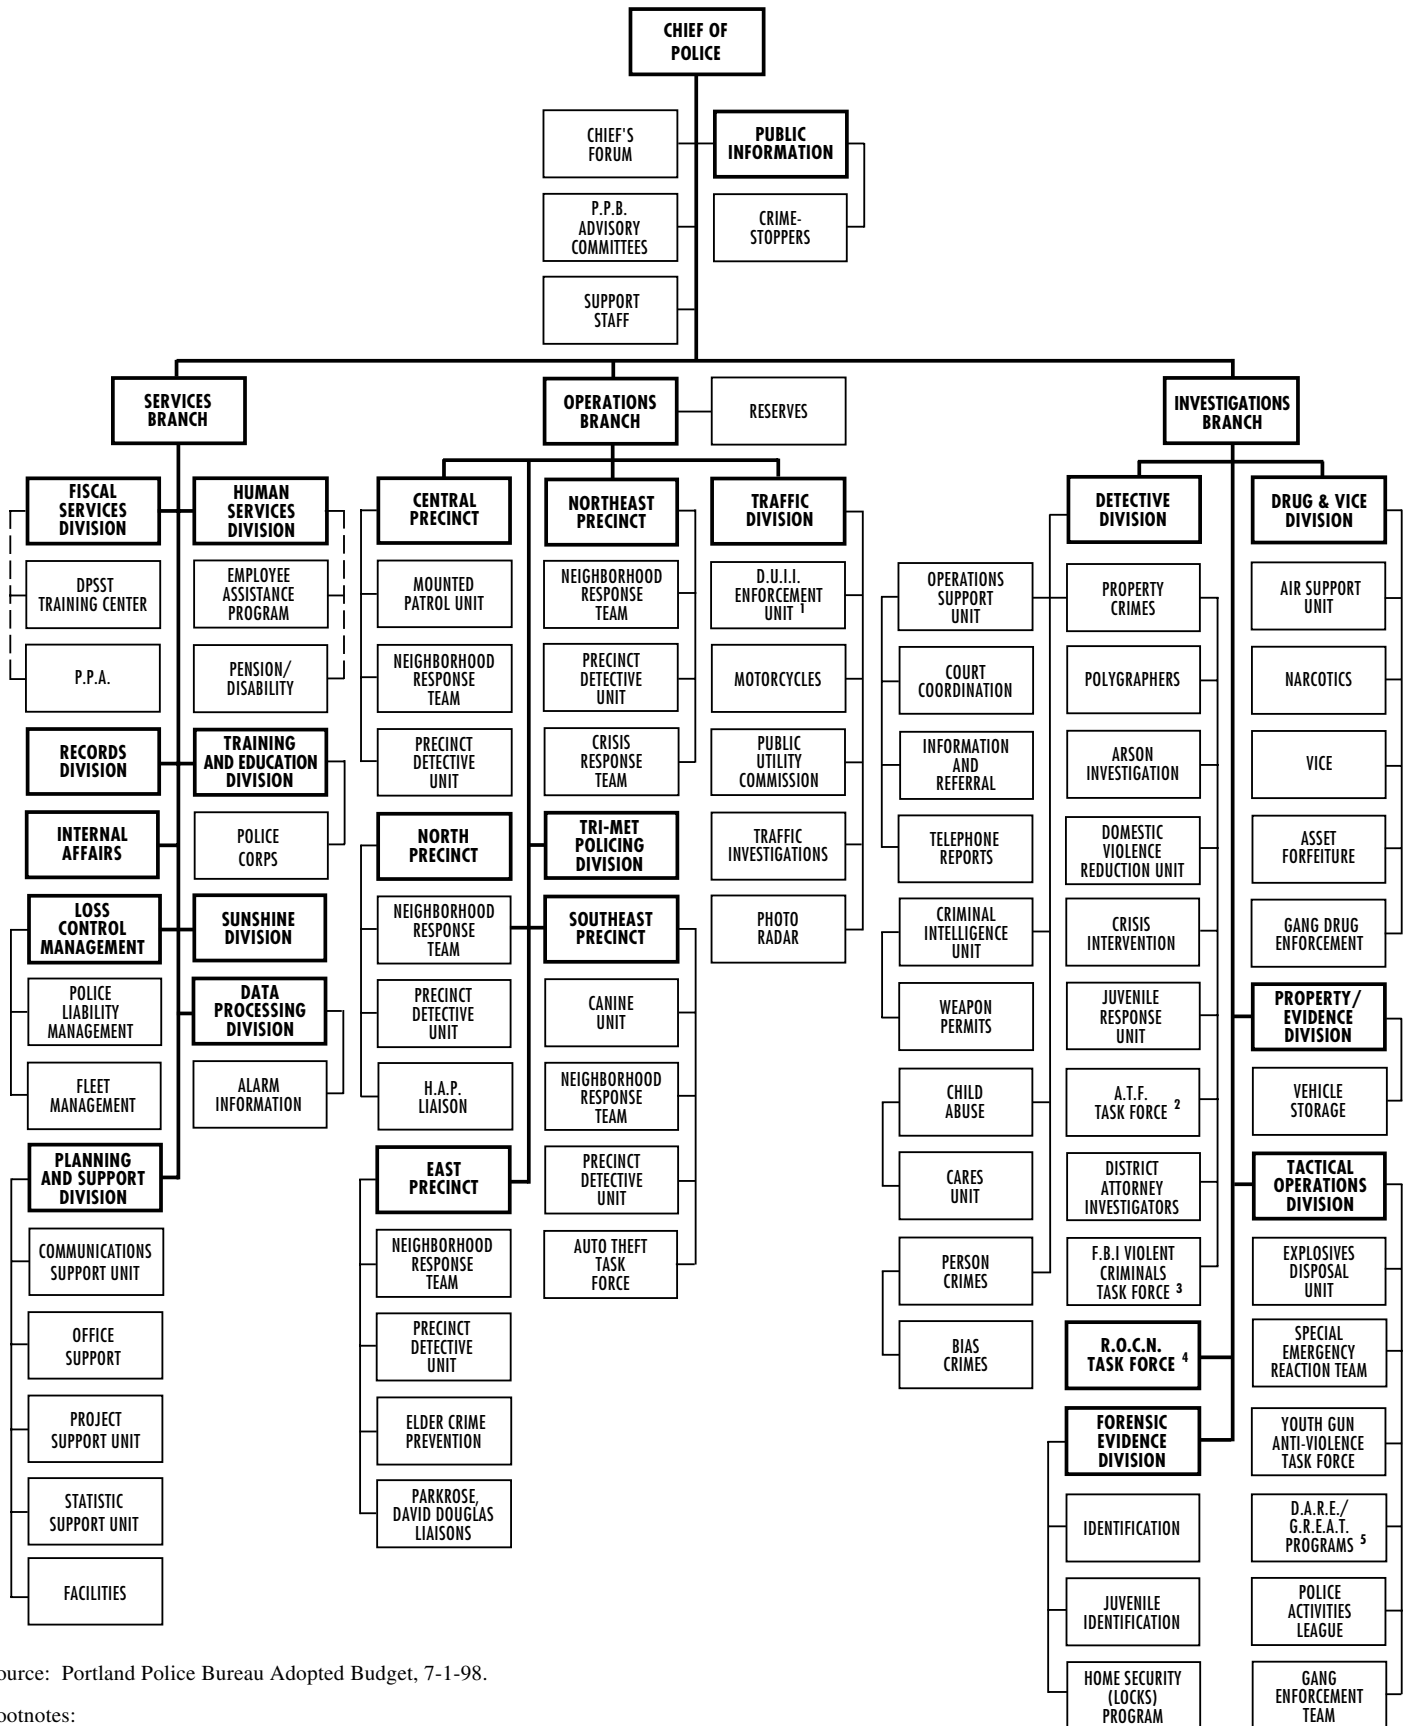 CHIEF OF
POLICE
CHIEF'S
FORUM
PUBLIC
INFORMATION
P.P.B.
ADVISORY
COMMITTEES
CRIME-
STOPPERS
SUPPORT
STAFF
SERVICES
BRANCH
OPERATIONS
BRANCH
RESERVES
INVESTIGATIONS
BRANCH
FISCAL
SERVICES
DIVISION
HUMAN
SERVICES
DIVISION
DPSST
TRAINING CENTER
EMPLOYEE
ASSISTANCE
PROGRAM
P.P.A.
PENSION/
DISABILITY
RECORDS
DIVISION
TRAINING
AND EDUCATION
DIVISION
INTERNAL
AFFAIRS
POLICE
CORPS
LOSS
CONTROL
MANAGEMENT
SUNSHINE
DIVISION
POLICE
LIABILITY
MANAGEMENT
DATA
PROCESSING
DIVISION
FLEET
MANAGEMENT
ALARM
INFORMATION
PLANNING
AND SUPPORT
DIVISION
COMMUNICATIONS
SUPPORT UNIT
OFFICE
SUPPORT
PROJECT
SUPPORT UNIT
STATISTIC
SUPPORT UNIT
FACILITIES
CENTRAL
PRECINCT
MOUNTED
PATROL UNIT
NEIGHBORHOOD
RESPONSE
TEAM
PRECINCT
DETECTIVE
UNIT
NORTH
PRECINCT
NEIGHBORHOOD
RESPONSE
TEAM
PRECINCT
DETECTIVE
UNIT
H.A.P.
LIAISON
EAST
PRECINCT
NEIGHBORHOOD
RESPONSE
TEAM
PRECINCT
DETECTIVE
UNIT
ELDER CRIME
PREVENTION
PARKROSE,
DAVID DOUGLAS
LIAISONS
NORTHEAST
PRECINCT
NEIGHBORHOOD
RESPONSE
TEAM
PRECINCT
DETECTIVE
UNIT
CRISIS
RESPONSE
TEAM
TRI-MET
POLICING
DIVISION
SOUTHEAST
PRECINCT
CANINE
UNIT
NEIGHBORHOOD
RESPONSE
TEAM
PRECINCT
DETECTIVE
UNIT
AUTO THEFT
TASK
FORCE
TRAFFIC
DIVISION
D.U.I.I.
ENFORCEMENT
UNIT 1
MOTORCYCLES
PUBLIC
UTILITY
COMMISSION
TRAFFIC
INVESTIGATIONS
PHOTO
RADAR
OPERATIONS
SUPPORT
UNIT
COURT
COORDINATION
INFORMATION
AND
REFERRAL
TELEPHONE
REPORTS
CRIMINAL
INTELLIGENCE
UNIT
WEAPON
PERMITS
CHILD
ABUSE
CARES
UNIT
PERSON
CRIMES
BIAS
CRIMES
DETECTIVE
DIVISION
PROPERTY
CRIMES
POLYGRAPHERS
ARSON
INVESTIGATION
DOMESTIC
VIOLENCE
REDUCTION UNIT
CRISIS
INTERVENTION
JUVENILE
RESPONSE
UNIT
A.T.F.
TASK FORCE 2
DISTRICT
ATTORNEY
INVESTIGATORS
F.B.I VIOLENT
CRIMINALS
TASK FORCE 3
R.O.C.N.
TASK FORCE 4
FORENSIC
EVIDENCE
DIVISION
IDENTIFICATION
JUVENILE
IDENTIFICATION
HOME SECURITY
(LOCKS)
PROGRAM
DRUG & VICE
DIVISION
AIR SUPPORT
UNIT
NARCOTICS
VICE
ASSET
FORFEITURE
GANG DRUG
ENFORCEMENT
PROPERTY/
EVIDENCE
DIVISION
VEHICLE
STORAGE
TACTICAL
OPERATIONS
DIVISION
EXPLOSIVES
DISPOSAL
UNIT
SPECIAL
EMERGENCY
REACTION TEAM
YOUTH GUN
ANTI-VIOLENCE
TASK FORCE
D.A.R.E./
G.R.E.A.T.
PROGRAMS 5
POLICE
ACTIVITIES
LEAGUE
GANG
ENFORCEMENT
TEAM
ource: Portland Police Bureau Adopted Budget, 7-1-98.
ootnotes: